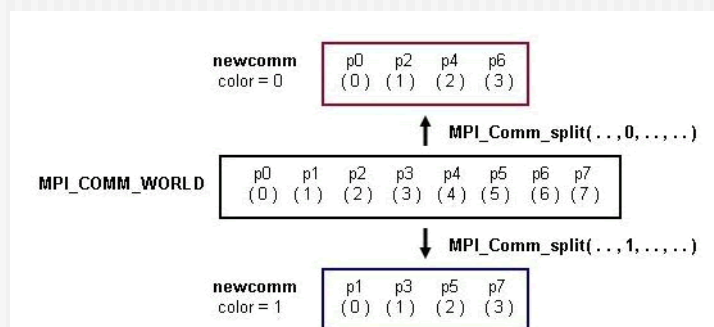 newcomm p0 p2 p4 p6
color = 0 (0) (1) (2) (3)
MPI_Comm_split(..,0,..,..)
MPI_COMM_WORLD
p0 p1 p2 p3 p4 p5 p6 p7
(0) (1) (2) (3) (4) (5) (6) (7)
MPI_Comm_split(..,1,..,..)
newcomm p1 p3 p5 p7
color = 1 (0) (1) (2) (3)